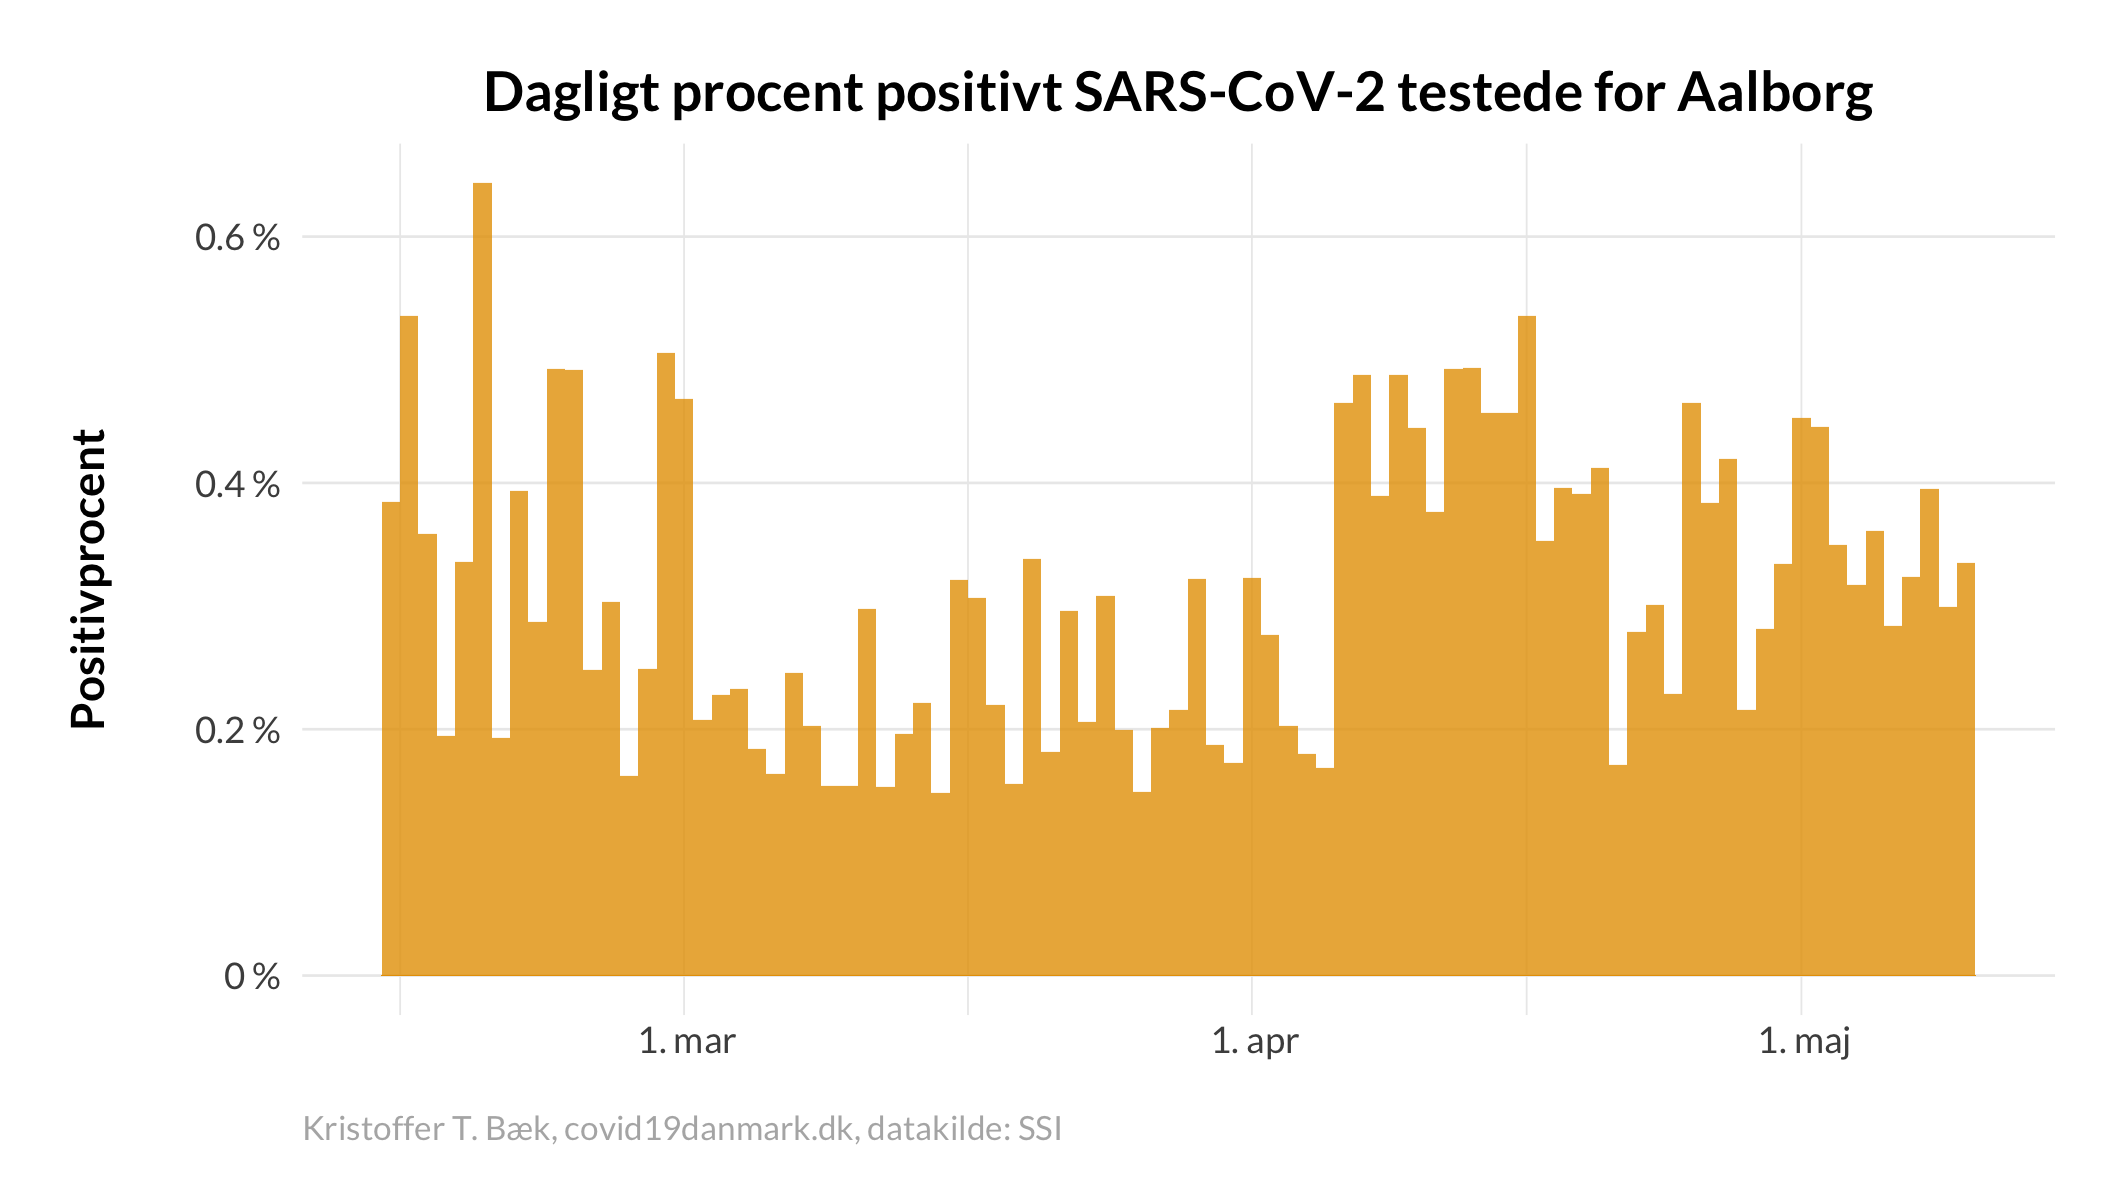 Dagligt procent positivt SARS-CoV-2 testede for Aalborg
Positivprocent
0.6 %
0.4 %
0.2 %
0 %
1. mar
1. apr
1. maj
Kristoffer T. Bæk, covid19danmark.dk, datakilde: SSI